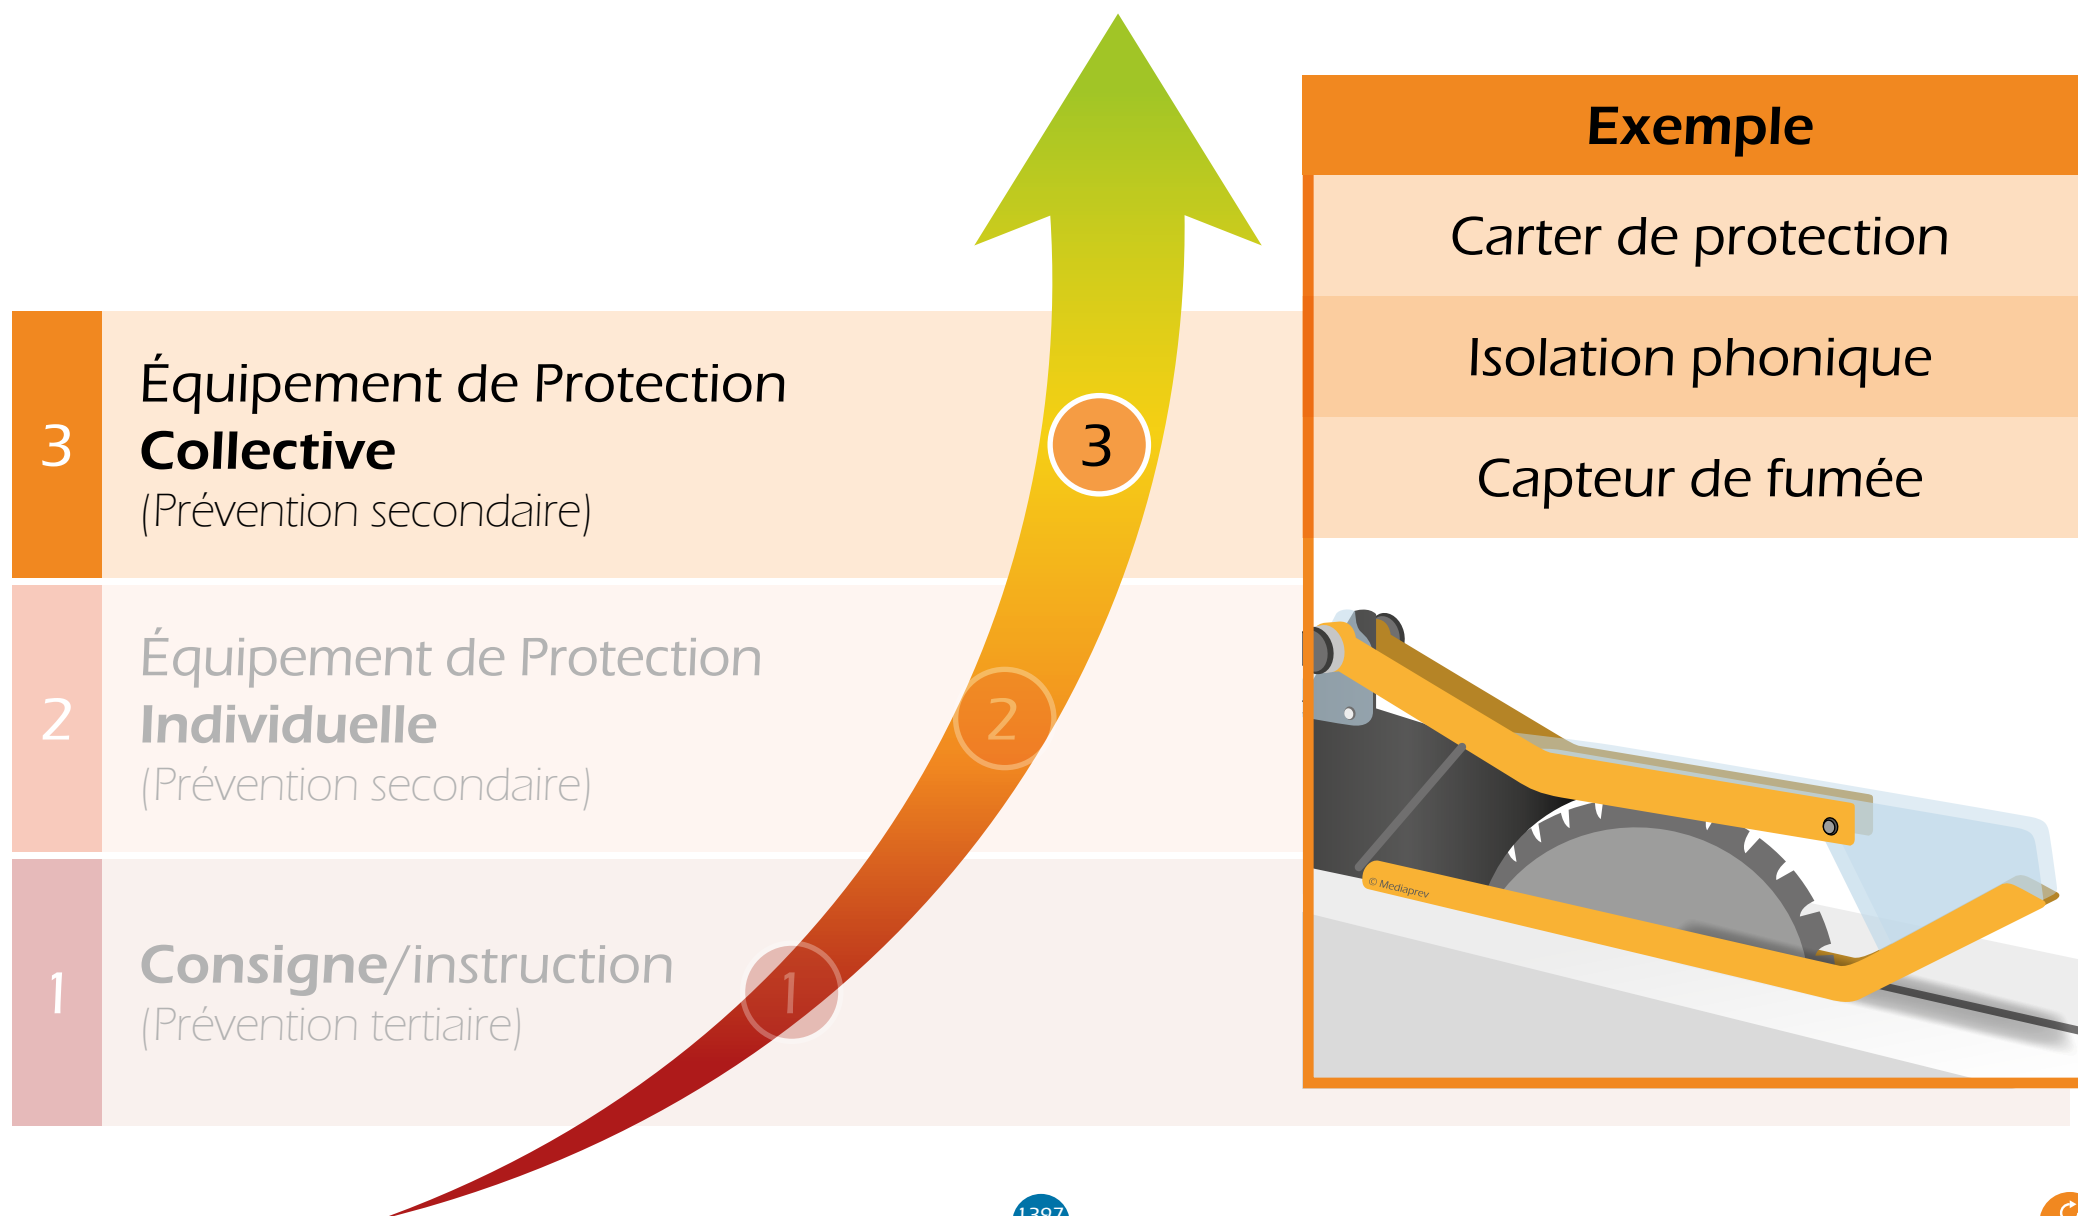 Exemple
Carter de protection
Isolation phonique
Capteur de fumée
3
Équipement de Protection
Collective
(Prévention secondaire)
3
2
Équipement de Protection
Individuelle
(Prévention secondaire)
2
1
Consigne/instruction
(Prévention tertiaire)
1
© Mediaprev
1397